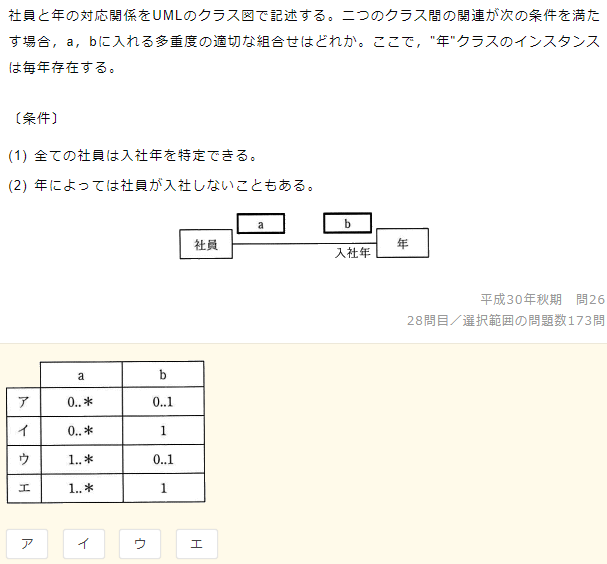 社員と年の対応関係をUMLのクラス図で記述する。二つのクラス間の関連が次の条件を満た
す場合，a，bに入れる多重度の適切な組合せはどれか。ここで，"年"クラスのインスタンス
は毎年存在する。
〔条件〕
(1) 全ての社員は入社年を特定できる。
(2) 年によっては社員が入社しないこともある。
a b
社員 年
入社年
平成30年秋期 問26
28問目／選択範囲の問題数173問
a b
ア 0..＊ 0..1
イ 0..＊ 1
ウ 1..＊ 0..1
エ 1..＊ 1
ア イ ウ エ